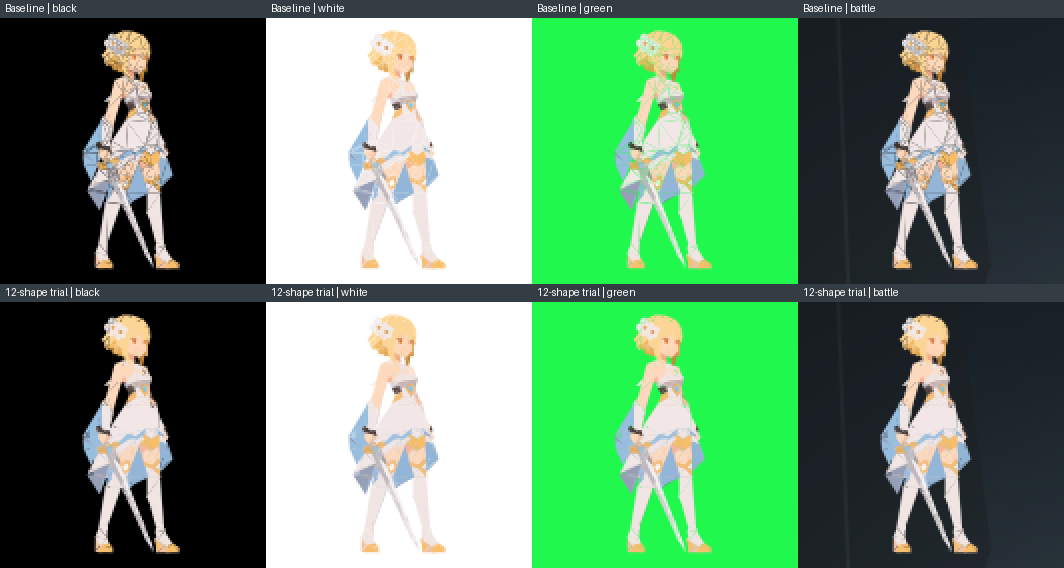 Baseline | black
Baseline | white
Baseline | green
Baseline | battle
12-shape trial | black
12-shape trial | white
12-shape trial | green
12-shape trial | battle